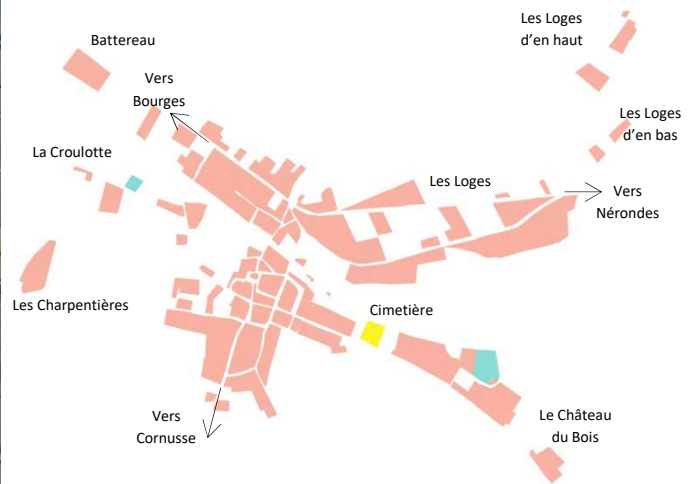 Les Loges
d’en haut
Battereau
Vers
Bourges
Les Loges
d’en bas
La Croulotte
Les Loges
Vers
Nérondes
Les Charpentières
Cimetière
Vers
Cornusse
Le Château
du Bois